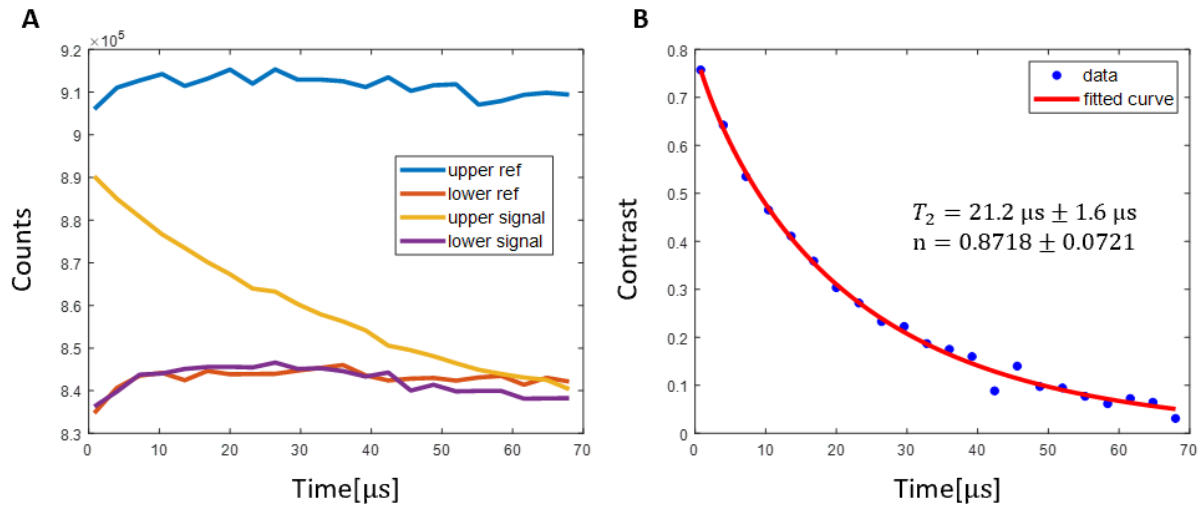 A
×10⁵
9.2
9.1
9
8.9
8.8
8.7
8.6
8.5
8.4
8.3
Counts
upper ref
lower ref
upper signal
lower signal
0 10 20 30 40 50 60 70
Time[μs]
B
0.8
0.7
0.6
0.5
0.4
0.3
0.2
0.1
0
Contrast
data
fitted curve
T₂ = 21.2 μs ± 1.6 μs
n = 0.8718 ± 0.0721
0 10 20 30 40 50 60 70
Time[μs]